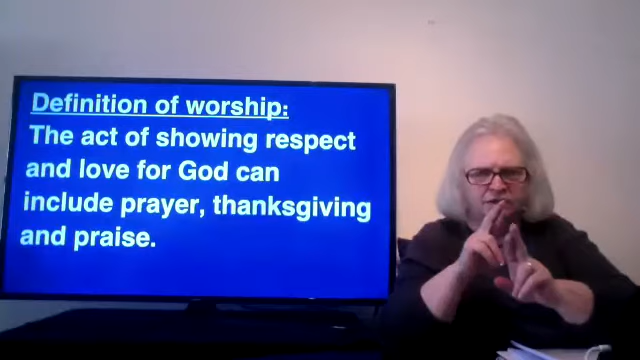 Definition of worship:
The act of showing respect
and love for God can
include prayer, thanksgiving
and praise.